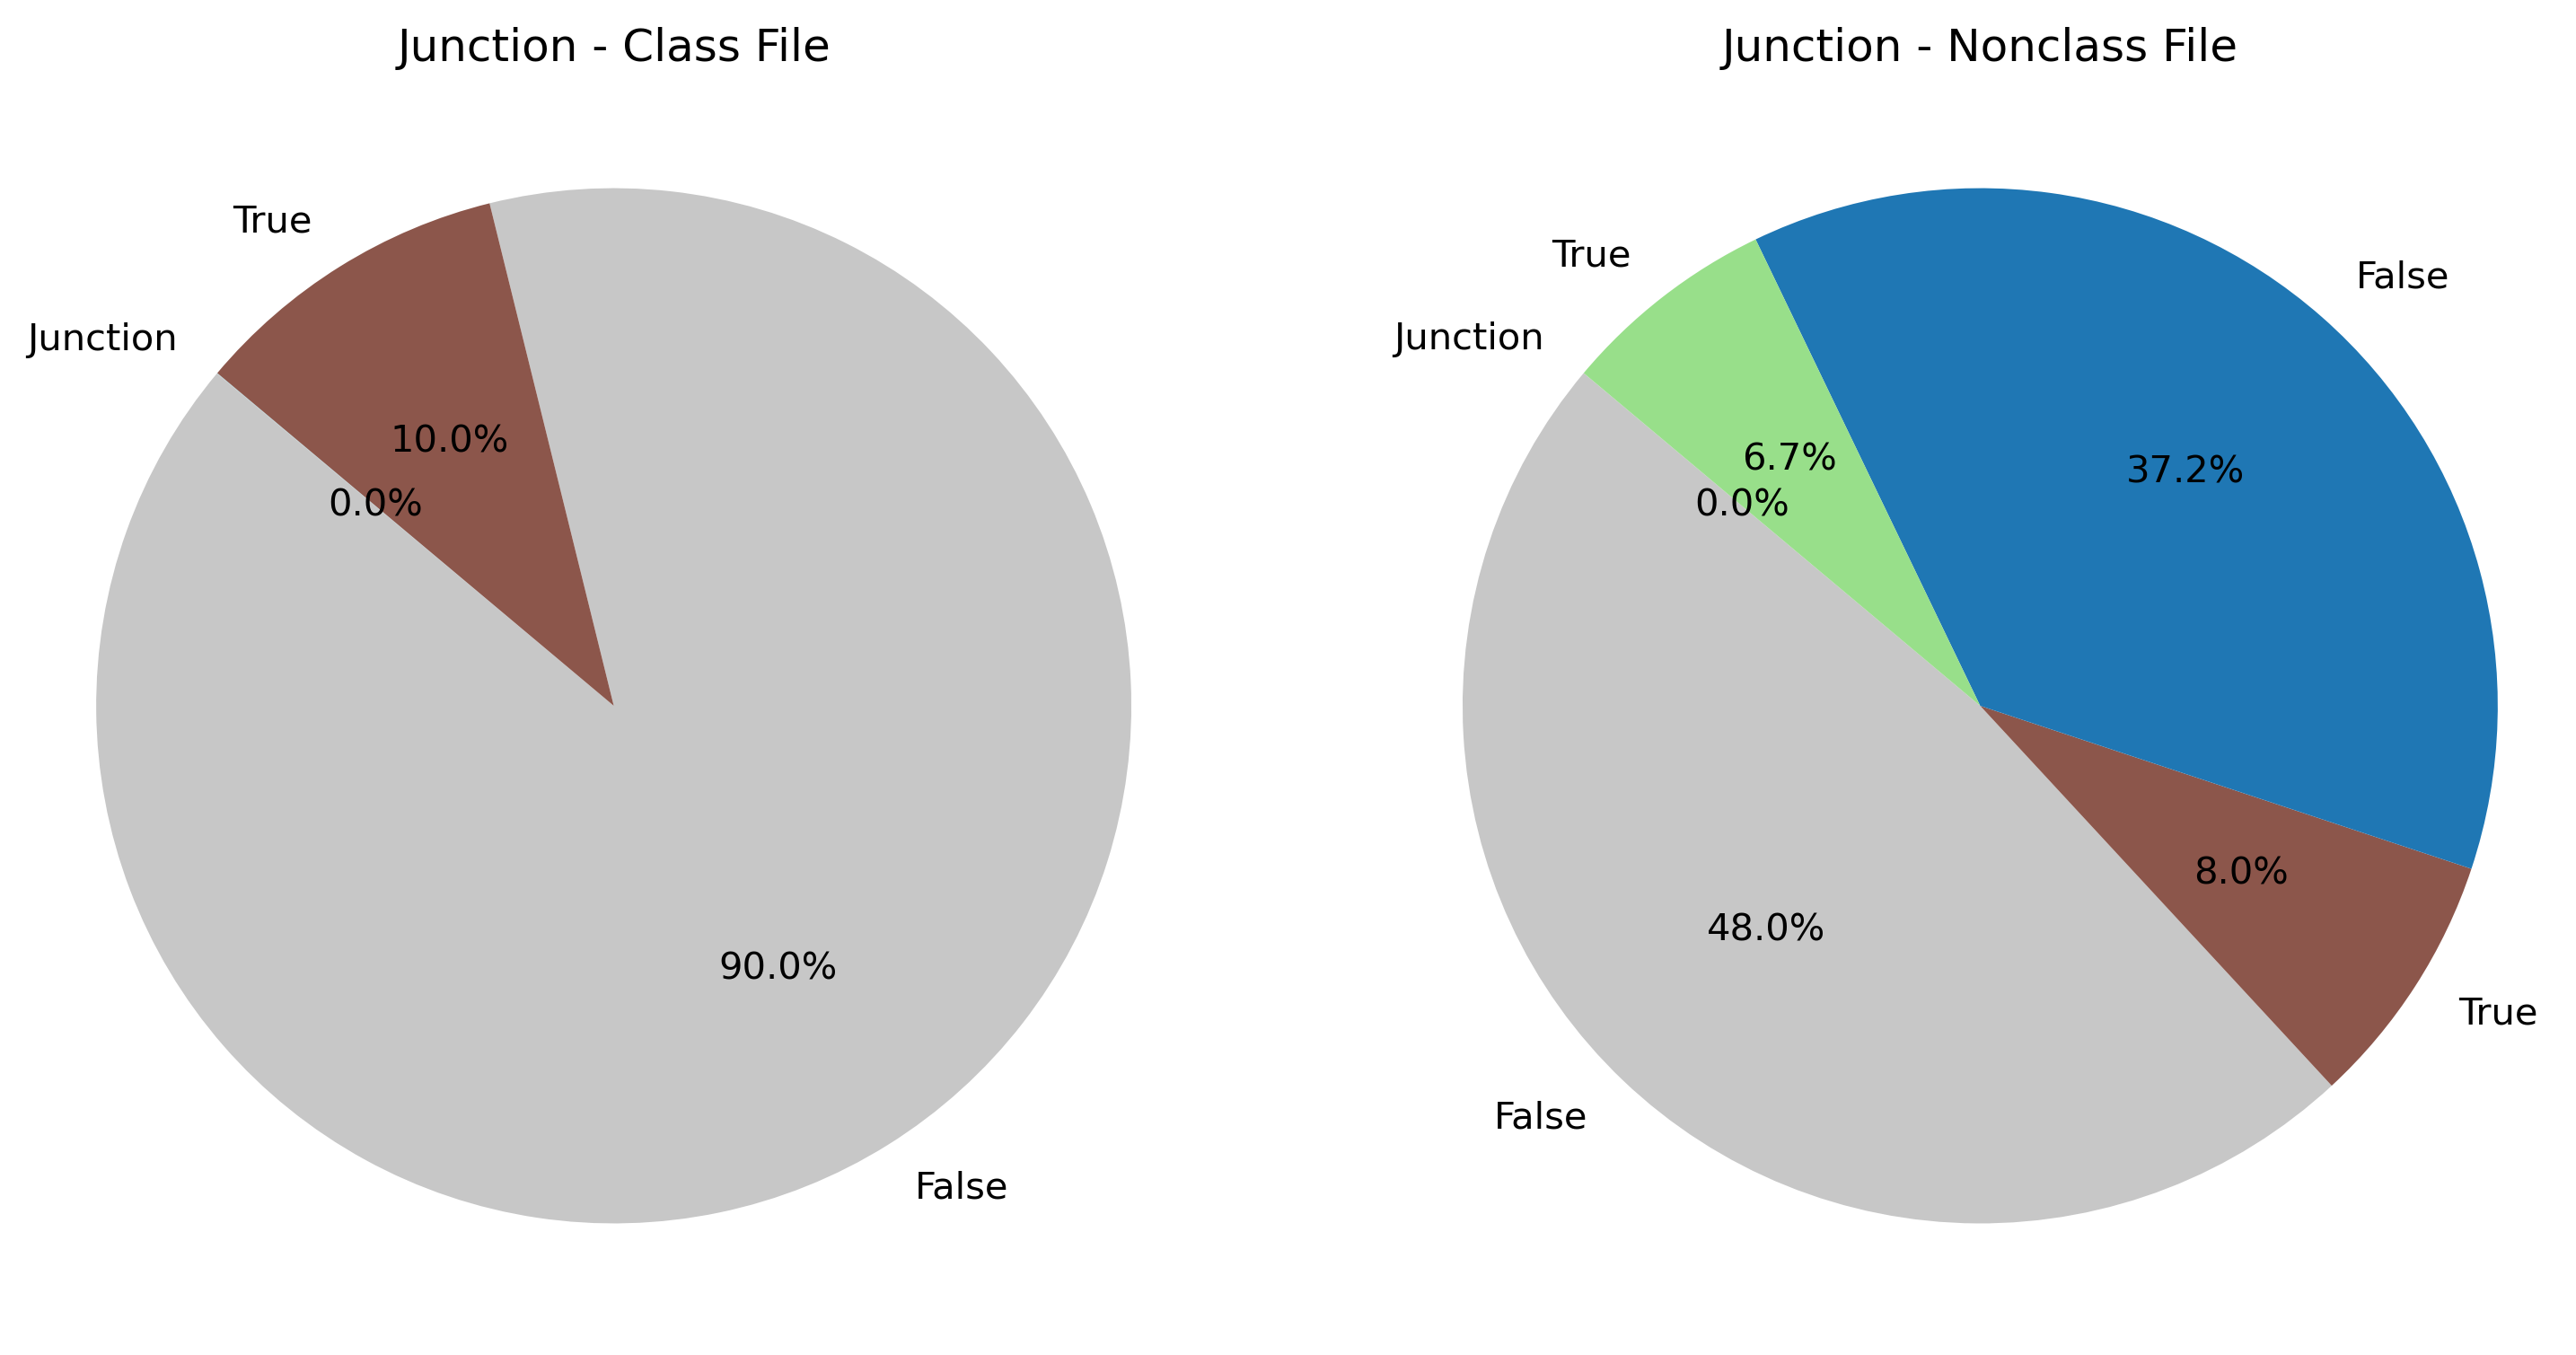 Junction - Class File
True
Junction
10.0%
0.0%
90.0%
False
Junction - Nonclass File
True
False
Junction
6.7%
37.2%
0.0%
8.0%
48.0%
True
False